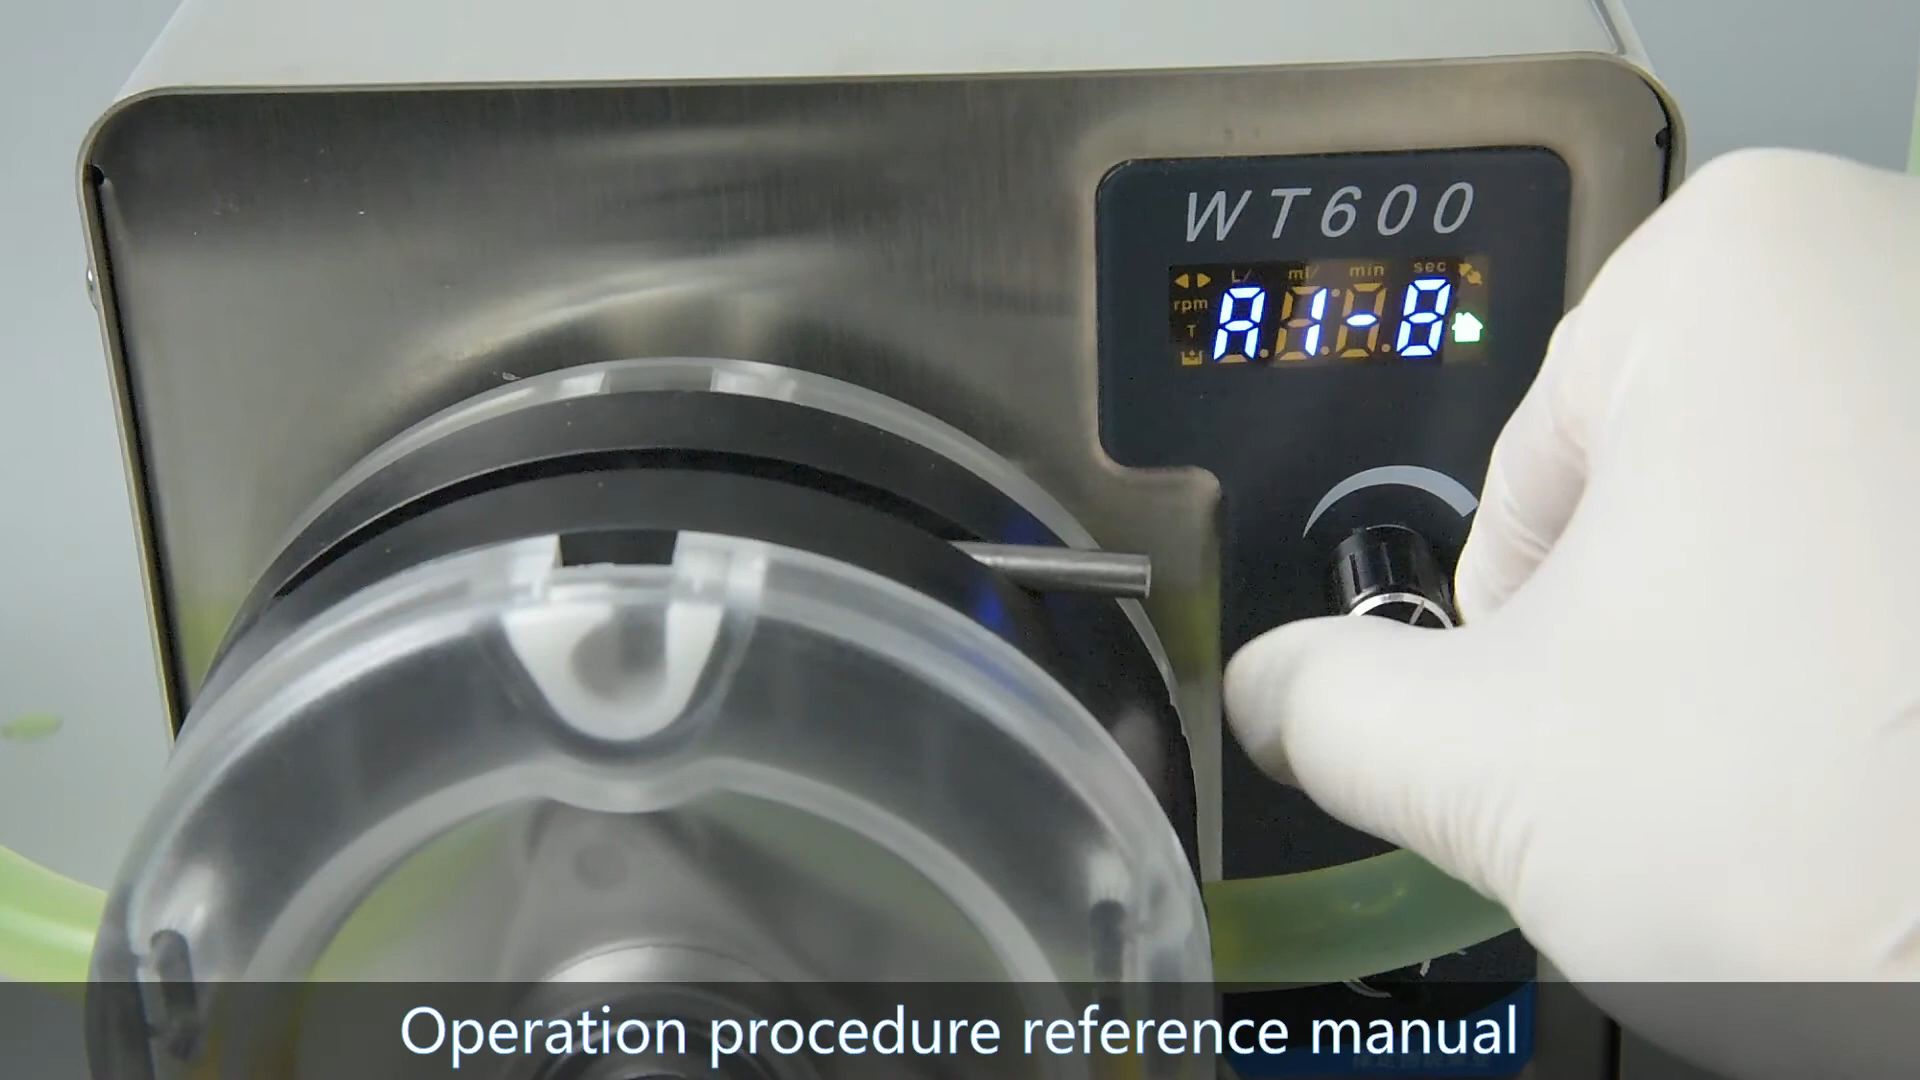 WT600
L/ ml/ min sec
rpm
A1-8
T
Operation procedure reference manual